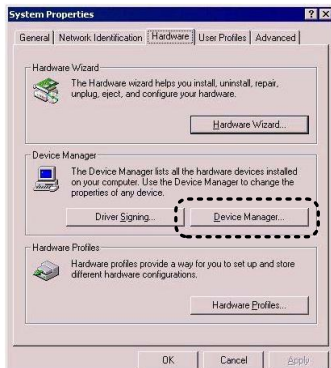 System Properties
General Network Identification Hardware User Profiles Advanced
Hardware Wizard
The Hardware wizard helps you install, uninstall, repair,
unplug, eject, and configure your hardware.
Hardware Wizard...
Device Manager
The Device Manager lists all the hardware devices installed
on your computer. Use the Device Manager to change the
properties of any device.
Driver Signing... Device Manager...
Hardware Profiles
Hardware profiles provide a way for you to set up and store
different hardware configurations.
Hardware Profiles...
OK Cancel Apply